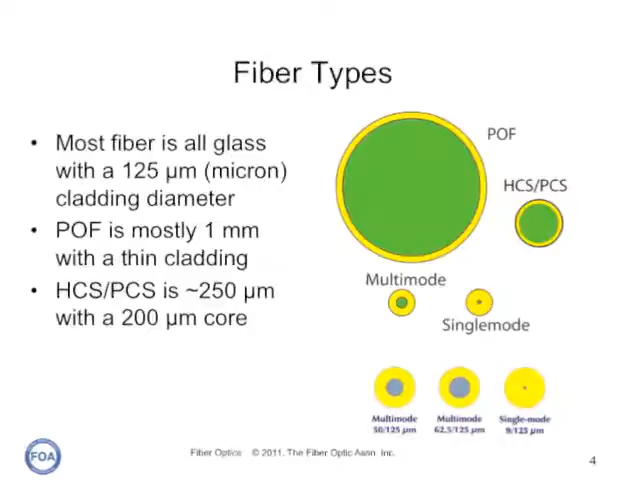 Fiber Types
• Most fiber is all glass
with a 125 µm (micron)
cladding diameter
• POF is mostly 1 mm
with a thin cladding
• HCS/PCS is ~250 µm
with a 200 µm core
POF
HCS/PCS
Multimode
Singlemode
Multimode
50/125 µm
Multimode
62.5/125 µm
Single-mode
9/125 µm
FOA
Fiber Optics © 2011, The Fiber Optic Assn. Inc.
4